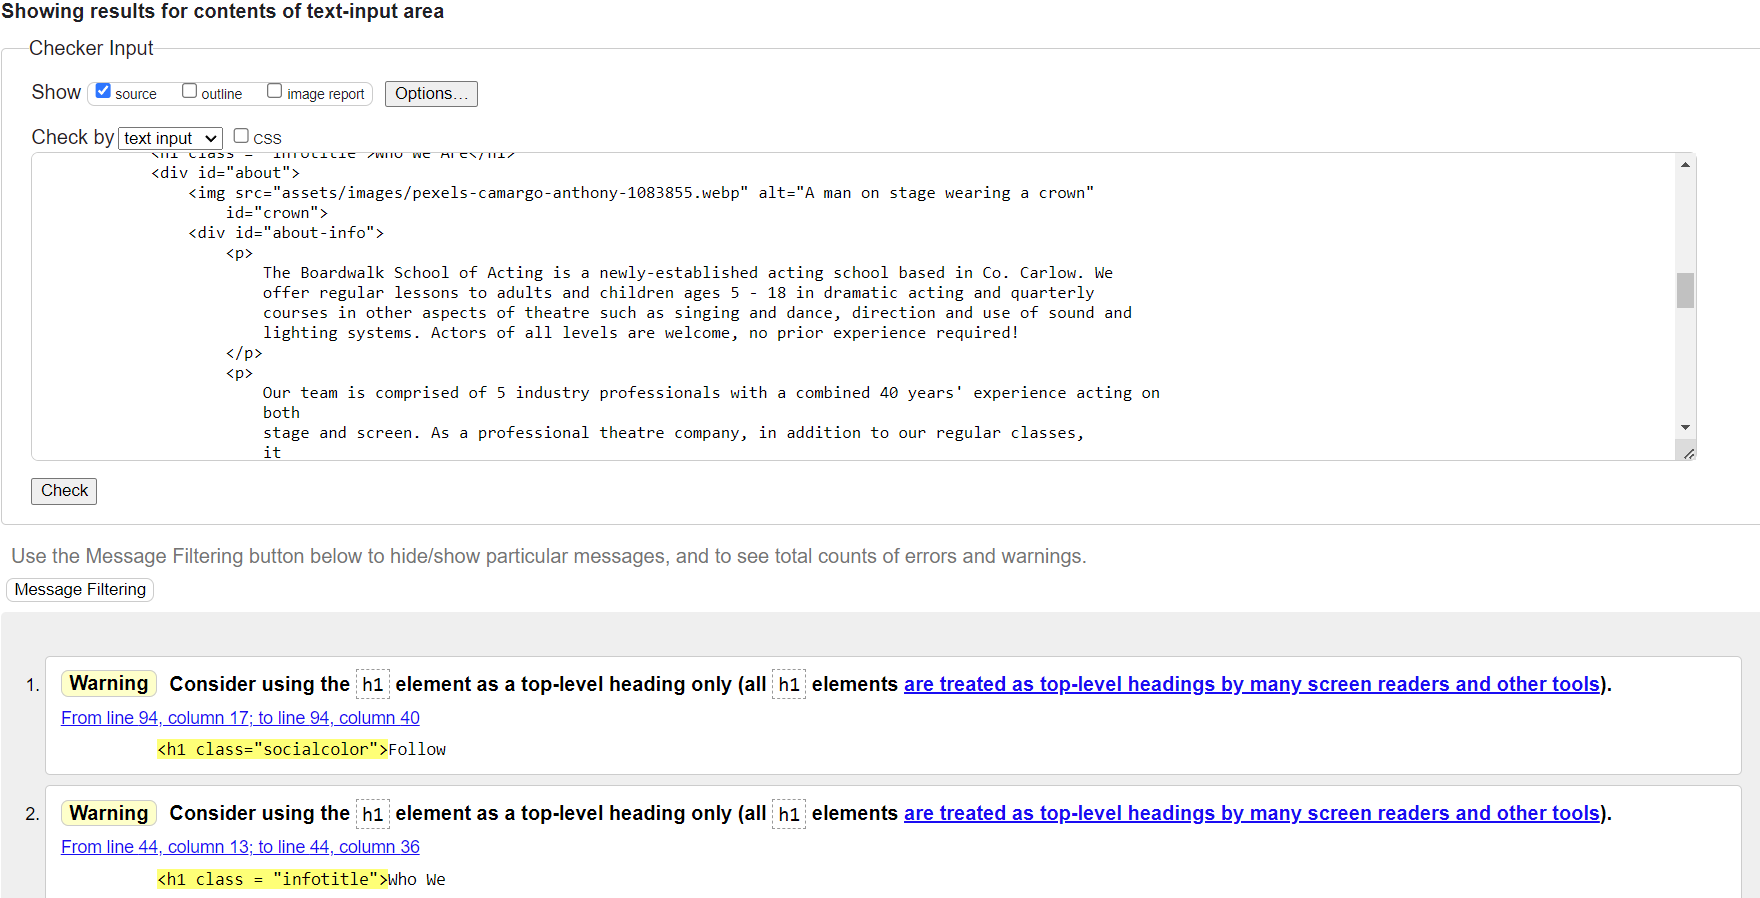 Showing results for contents of text-input area
Checker Input
Show source outline image report Options...
Check by text input CSS
<h1 class = "infotitle">Who We Are</h1>
<div id="about">
<img src="assets/images/pexels-camargo-anthony-1083855.webp" alt="A man on stage wearing a crown"
id="crown">
<div id="about-info">
<p>
The Boardwalk School of Acting is a newly-established acting school based in Co. Carlow. We
offer regular lessons to adults and children ages 5 - 18 in dramatic acting and quarterly
courses in other aspects of theatre such as singing and dance, direction and use of sound and
lighting systems. Actors of all levels are welcome, no prior experience required!
</p>
<p>
Our team is comprised of 5 industry professionals with a combined 40 years' experience acting on
both
stage and screen. As a professional theatre company, in addition to our regular classes,
it
Check
Use the Message Filtering button below to hide/show particular messages, and to see total counts of errors and warnings.
Message Filtering
1. Warning Consider using the h1 element as a top-level heading only (all h1 elements are treated as top-level headings by many screen readers and other tools).
From line 94, column 17; to line 94, column 40
<h1 class="socialcolor">Follow
2. Warning Consider using the h1 element as a top-level heading only (all h1 elements are treated as top-level headings by many screen readers and other tools).
From line 44, column 13; to line 44, column 36
<h1 class = "infotitle">Who We